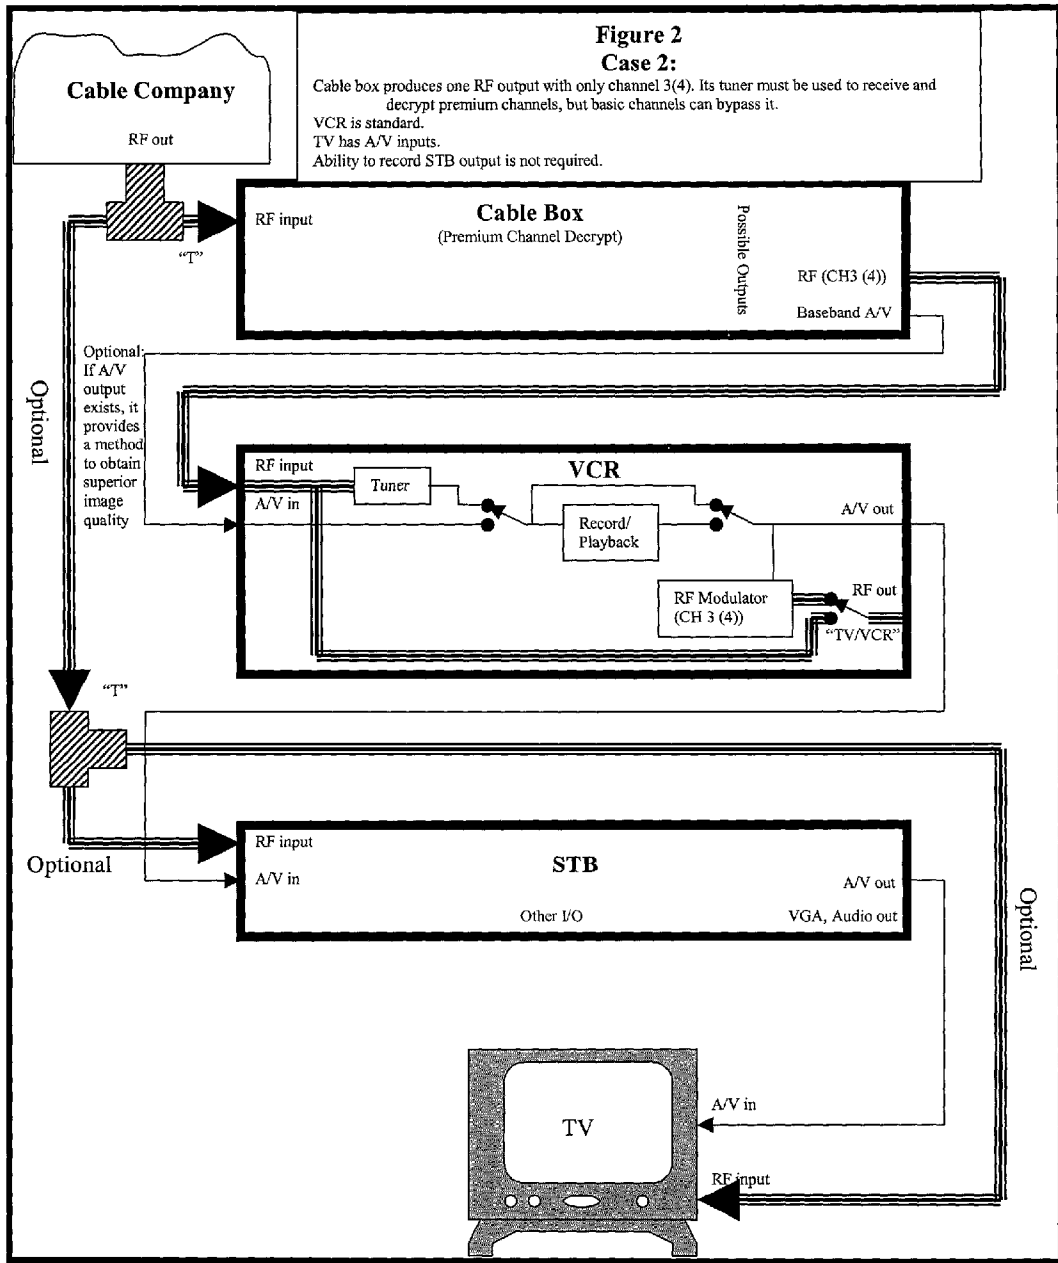 Figure 2
Case 2:
Cable box produces one RF output with only channel 3(4). Its tuner must be used to receive and
decrypt premium channels, but basic channels can bypass it.
VCR is standard.
TV has A/V inputs.
Ability to record STB output is not required.
Cable Company
RF out
"T"
RF input
Cable Box
(Premium Channel Decrypt)
Possible Outputs
RF (CH3 (4))
Baseband A/V
Optional
Optional:
If A/V
output
exists, it
provides
a method
to obtain
superior
image
quality
RF input
VCR
Tuner
A/V in
Record/
Playback
A/V out
RF Modulator
(CH 3 (4))
RF out
"TV/VCR"
"T"
Optional
RF input
STB
A/V in
A/V out
Other I/O
VGA, Audio out
Optional
TV
A/V in
RF input